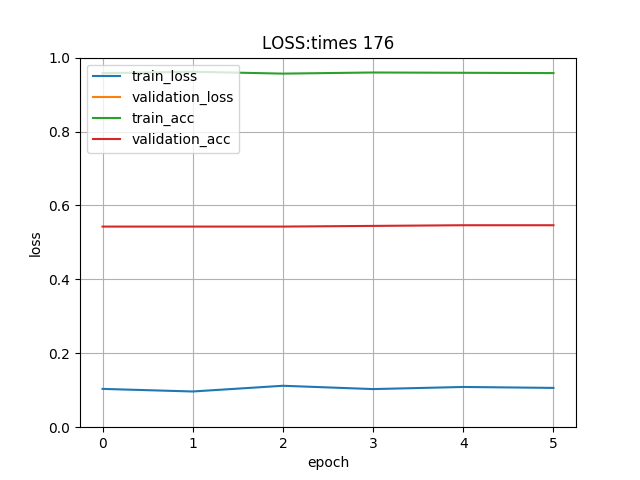 LOSS:times 176
1.0
0.8
0.6
0.4
0.2
0.0
loss
train_loss
validation_loss
train_acc
validation_acc
0 1 2 3 4 5
epoch